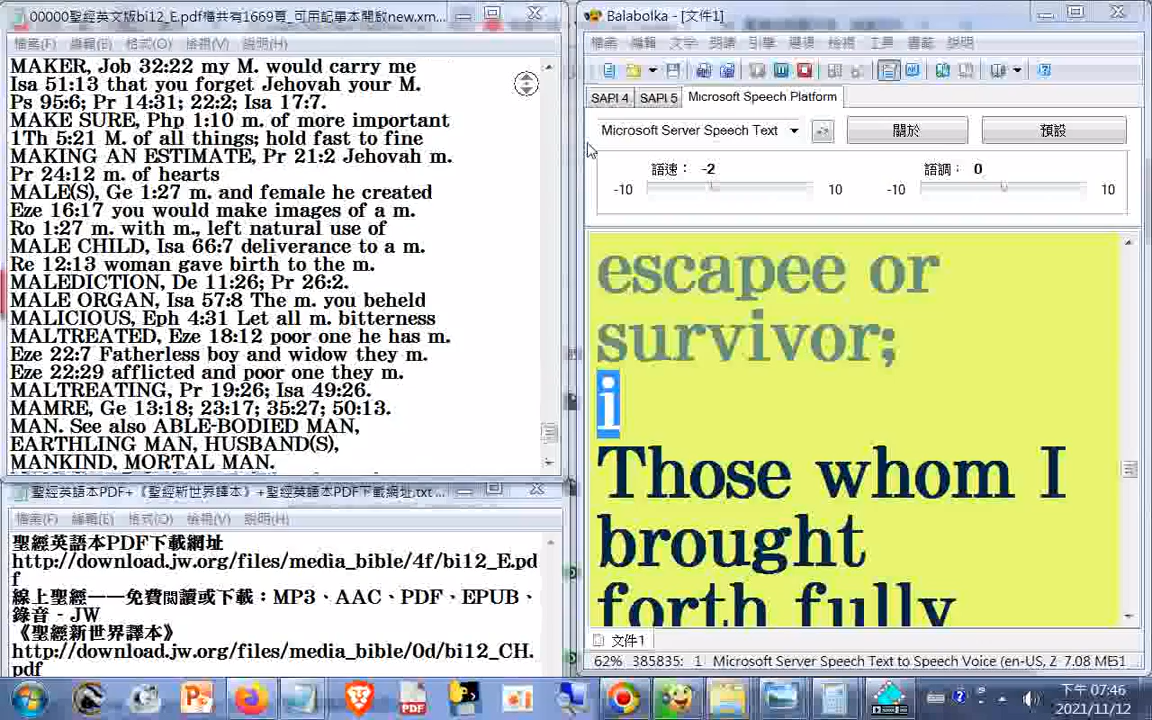 00000聖經英文版bi12_E.pdf檔共有1669頁_可用記事本開啟new.xm...
檔案(F) 編輯(E) 格式(O) 檢視(V) 說明(H)
MAKER, Job 32:22 my M. would carry me
Isa 51:13 that you forget Jehovah your M.
Ps 95:6; Pr 14:31; 22:2; Isa 17:7.
MAKE SURE, Php 1:10 m. of more important
1Th 5:21 M. of all things; hold fast to fine
MAKING AN ESTIMATE, Pr 21:2 Jehovah m.
Pr 24:12 m. of hearts
MALE(S), Ge 1:27 m. and female he created
Eze 16:17 you would make images of a m.
Ro 1:27 m. with m., left natural use of
MALE CHILD, Isa 66:7 deliverance to a m.
Re 12:13 woman gave birth to the m.
MALEDICTION, De 11:26; Pr 26:2.
MALE ORGAN, Isa 57:8 The m. you beheld
MALICIOUS, Eph 4:31 Let all m. bitterness
MALTREATED, Eze 18:12 poor one he has m.
Eze 22:7 Fatherless boy and widow they m.
Eze 22:29 afflicted and poor one they m.
MALTREATING, Pr 19:26; Isa 49:26.
MAMRE, Ge 13:18; 23:17; 35:27; 50:13.
MAN. See also ABLE-BODIED MAN,
EARTHLING MAN, HUSBAND(S),
MANKIND, MORTAL MAN.
聖經英語本PDF+《聖經新世界譯本》+聖經英語本PDF下載網址.txt ...
檔案(F) 編輯(E) 格式(O) 檢視(V) 說明(H)
聖經英語本PDF下載網址
http://download.jw.org/files/media_bible/4f/bi12_E.pd
f
線上聖經——免費閱讀或下載：MP3、AAC、PDF、EPUB、
錄音 - JW
《聖經新世界譯本》
http://download.jw.org/files/media_bible/0d/bi12_CH.
pdf
Balabolka - [文件1]
檔案 編輯 文字 朗讀 引擎 選項 檢視 工具 書籤 說明
SAPI 4 SAPI 5 Microsoft Speech Platform
Microsoft Server Speech Text 關於 預設
語速： -2 語調： 0
-10 10 -10 10
escapee or
survivor;
i
Those whom I
brought
forth fully
文件1
62% 385835: 1 Microsoft Server Speech Text to Speech Voice (en-US, Z 7.08 ME51
下午 07:46
2021/11/12